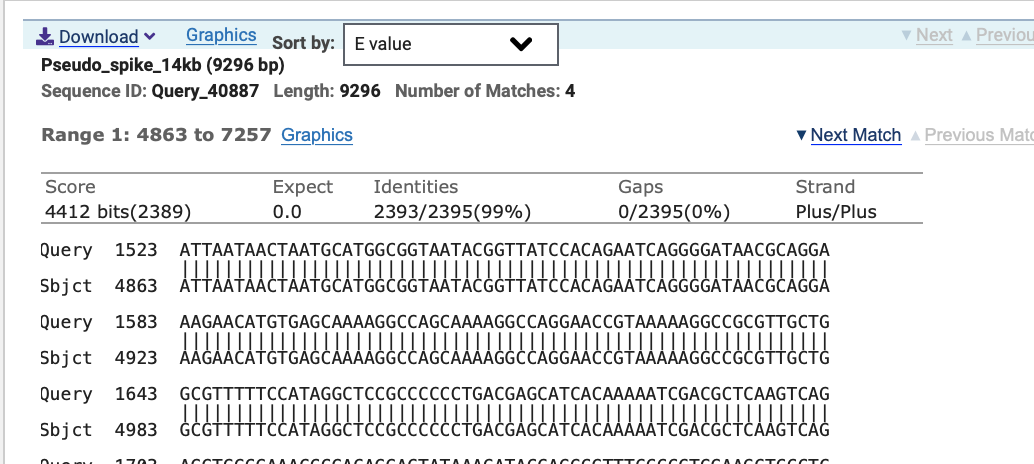 Download Graphics Sort by: E value Next Previou
Pseudo_spike_14kb (9296 bp)
Sequence ID: Query_40887 Length: 9296 Number of Matches: 4
Range 1: 4863 to 7257 Graphics Next Match Previous Matc
Score Expect Identities Gaps Strand
4412 bits(2389) 0.0 2393/2395(99%) 0/2395(0%) Plus/Plus
Query 1523 ATTAATAACTAATGCATGGCGGTAATACGGTTATCCACAGAATCAGGGGATAACGCAGGA
Sbjct 4863 ATTAATAACTAATGCATGGCGGTAATACGGTTATCCACAGAATCAGGGGATAACGCAGGA
Query 1583 AAGAACATGTGAGCAAAAGGCCAGCAAAAGGCCAGGAACCGTAAAAAGGCCGCGTTGCTG
Sbjct 4923 AAGAACATGTGAGCAAAAGGCCAGCAAAAGGCCAGGAACCGTAAAAAGGCCGCGTTGCTG
Query 1643 GCGTTTTTCCATAGGCTCCGCCCCCCTGACGAGCATCACAAAAATCGACGCTCAAGTCAG
Sbjct 4983 GCGTTTTTCCATAGGCTCCGCCCCCCTGACGAGCATCACAAAAATCGACGCTCAAGTCAG
Query 1703